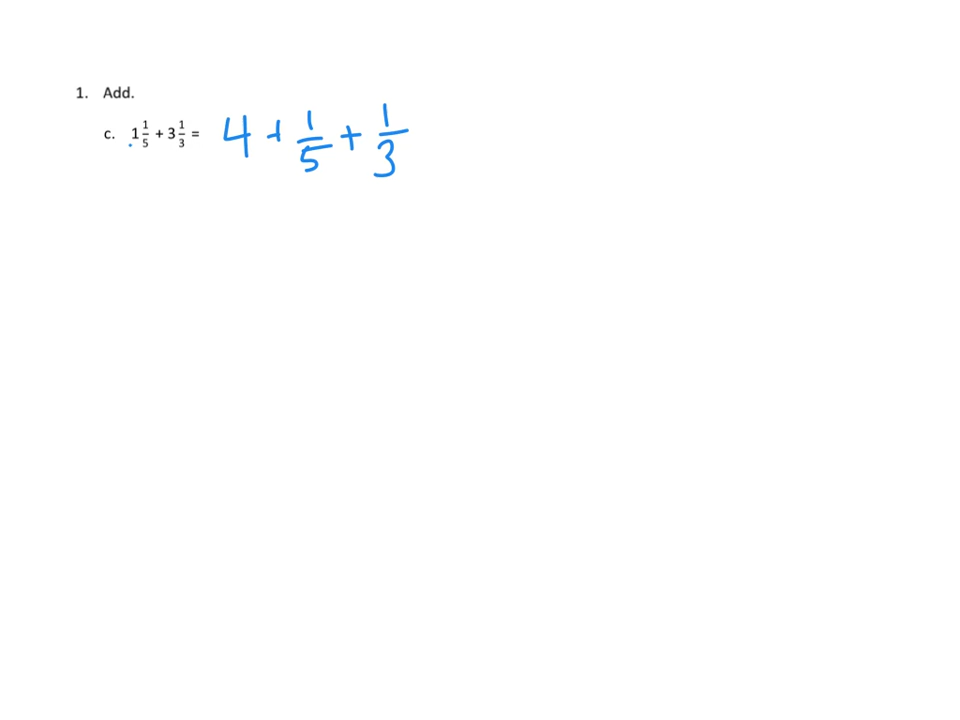 1. Add.
c. 1 1/5 + 3 1/3 = 4 + 1/5 + 1/3